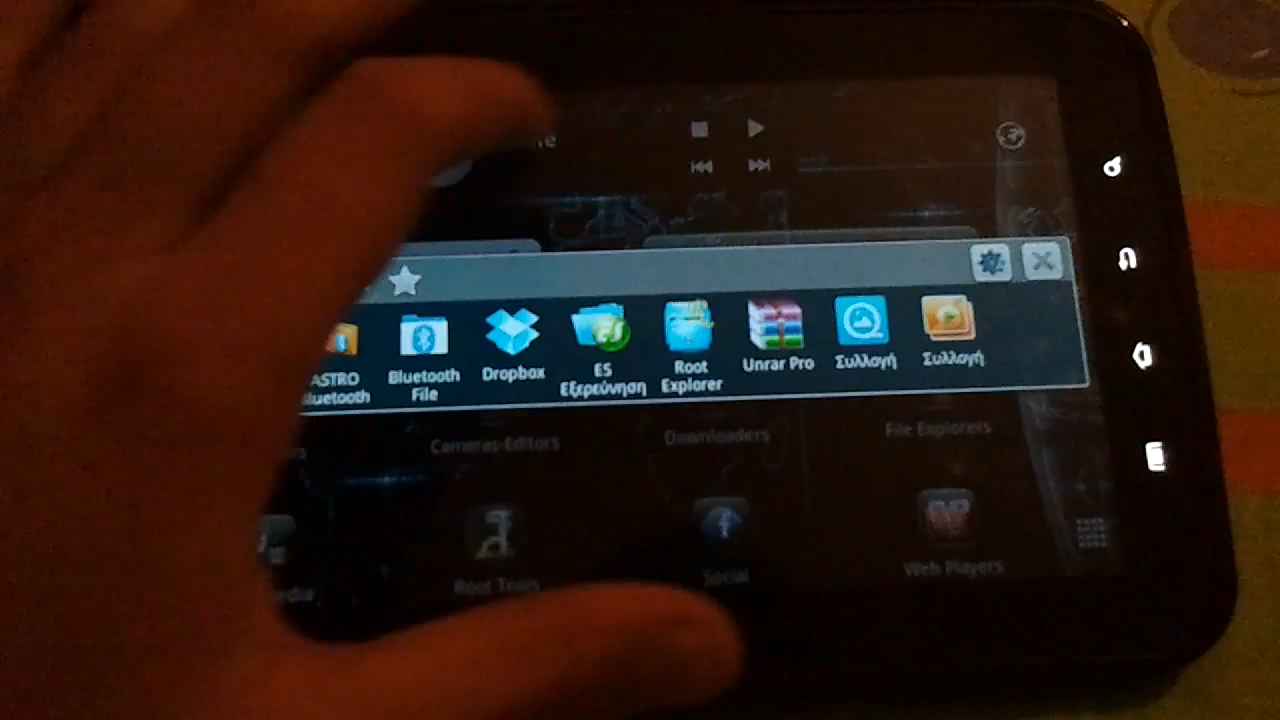 ASTRO
Bluetooth
Bluetooth
File
Dropbox
ES
Εξερεύνηση
Root
Explorer
Unrar Pro
Συλλογή
Συλλογή
Cameras-Editors
Downloaders
File Explorers
Root Tools
Social
Web Players